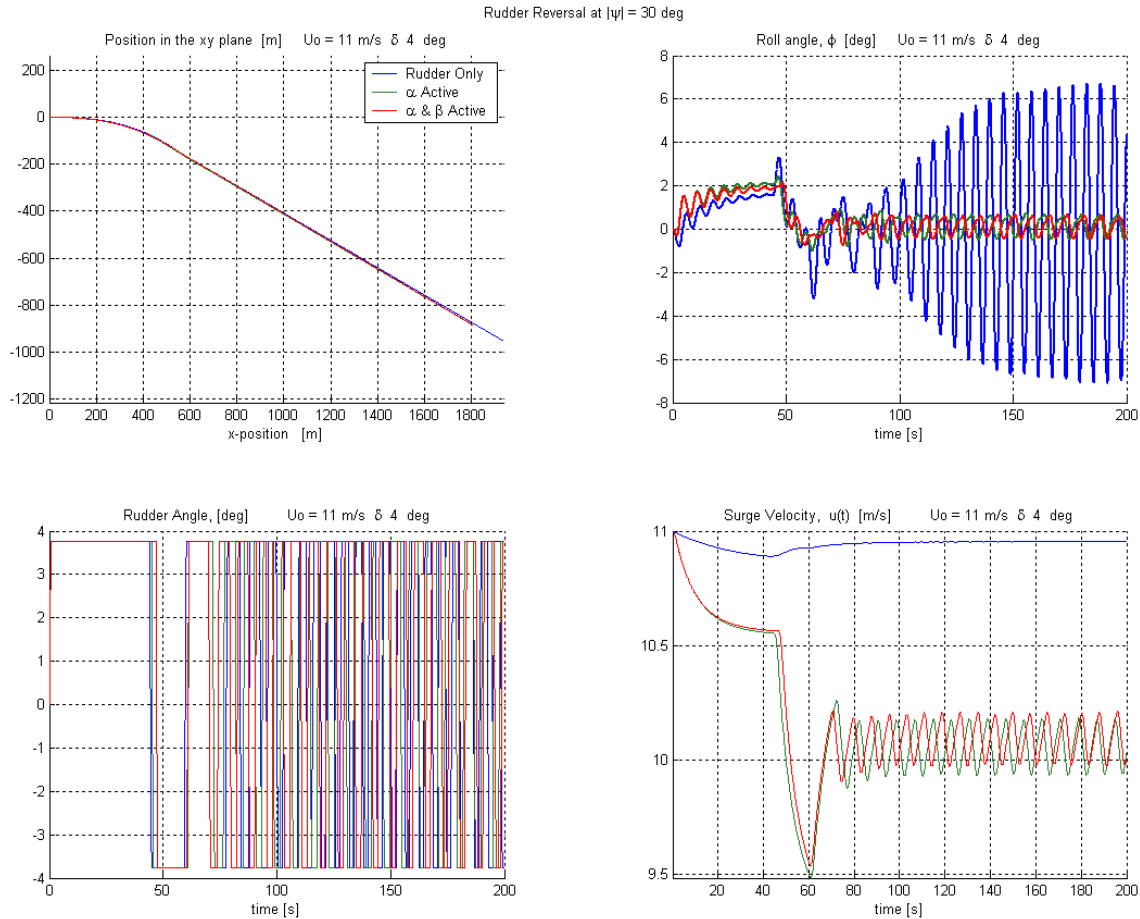 Rudder Reversal at |ψ| = 30 deg
Position in the xy plane [m] Uo = 11 m/s δ 4 deg
200
0
-200
-400
-600
-800
-1000
-1200
Rudder Only
α Active
α & β Active
0 200 400 600 800 1000 1200 1400 1600 1800
x-position [m]
Roll angle, ϕ [deg] Uo = 11 m/s δ 4 deg
8
6
4
2
0
-2
-4
-6
-8
0 50 100 150 200
time [s]
Rudder Angle, [deg] Uo = 11 m/s δ 4 deg
4
3
2
1
0
-1
-2
-3
-4
0 50 100 150 200
time [s]
Surge Velocity, u(t) [m/s] Uo = 11 m/s δ 4 deg
11
10.5
10
9.5
20 40 60 80 100 120 140 160 180 200
time [s]